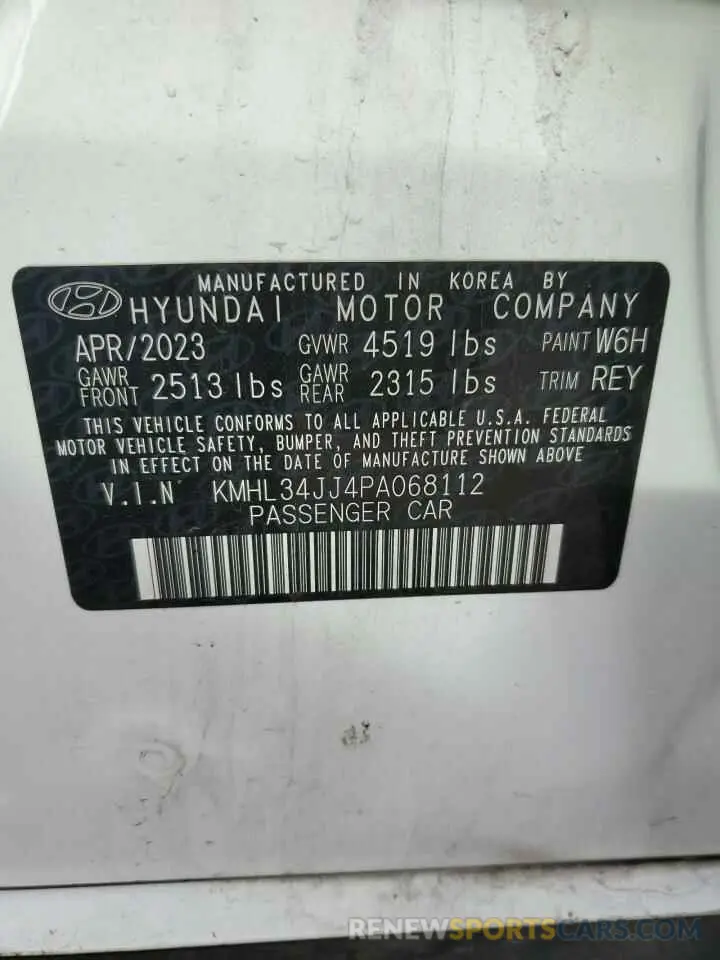 MANUFACTURED IN KOREA BY
HYUNDAI MOTOR COMPANY
APR/2023 GVWR 4519 lbs PAINT W6H
GAWR FRONT 2513 lbs GAWR REAR 2315 lbs TRIM REY
THIS VEHICLE CONFORMS TO ALL APPLICABLE U.S.A. FEDERAL
MOTOR VEHICLE SAFETY, BUMPER, AND THEFT PREVENTION STANDARDS
IN EFFECT ON THE DATE OF MANUFACTURE SHOWN ABOVE
V.I.N KMHL34JJ4PA068112
PASSENGER CAR
RENEWSPORTSCARS.COM